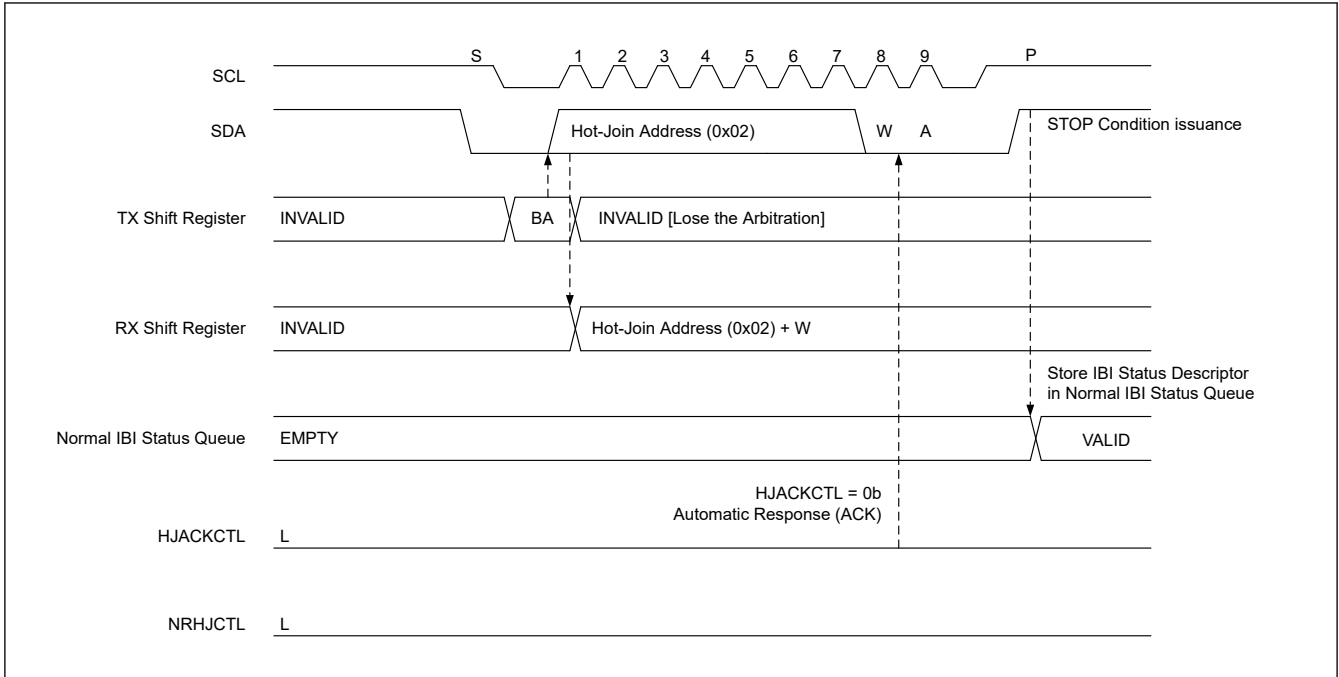 S 1 2 3 4 5 6 7 8 9 P
SCL
SDA Hot-Join Address (0x02) W A STOP Condition issuance
TX Shift Register INVALID BA INVALID [Lose the Arbitration]
RX Shift Register INVALID Hot-Join Address (0x02) + W
Store IBI Status Descriptor
in Normal IBI Status Queue
Normal IBI Status Queue EMPTY VALID
HJACKCTL = 0b
Automatic Response (ACK)
HJACKCTL L
NRHJCTL L